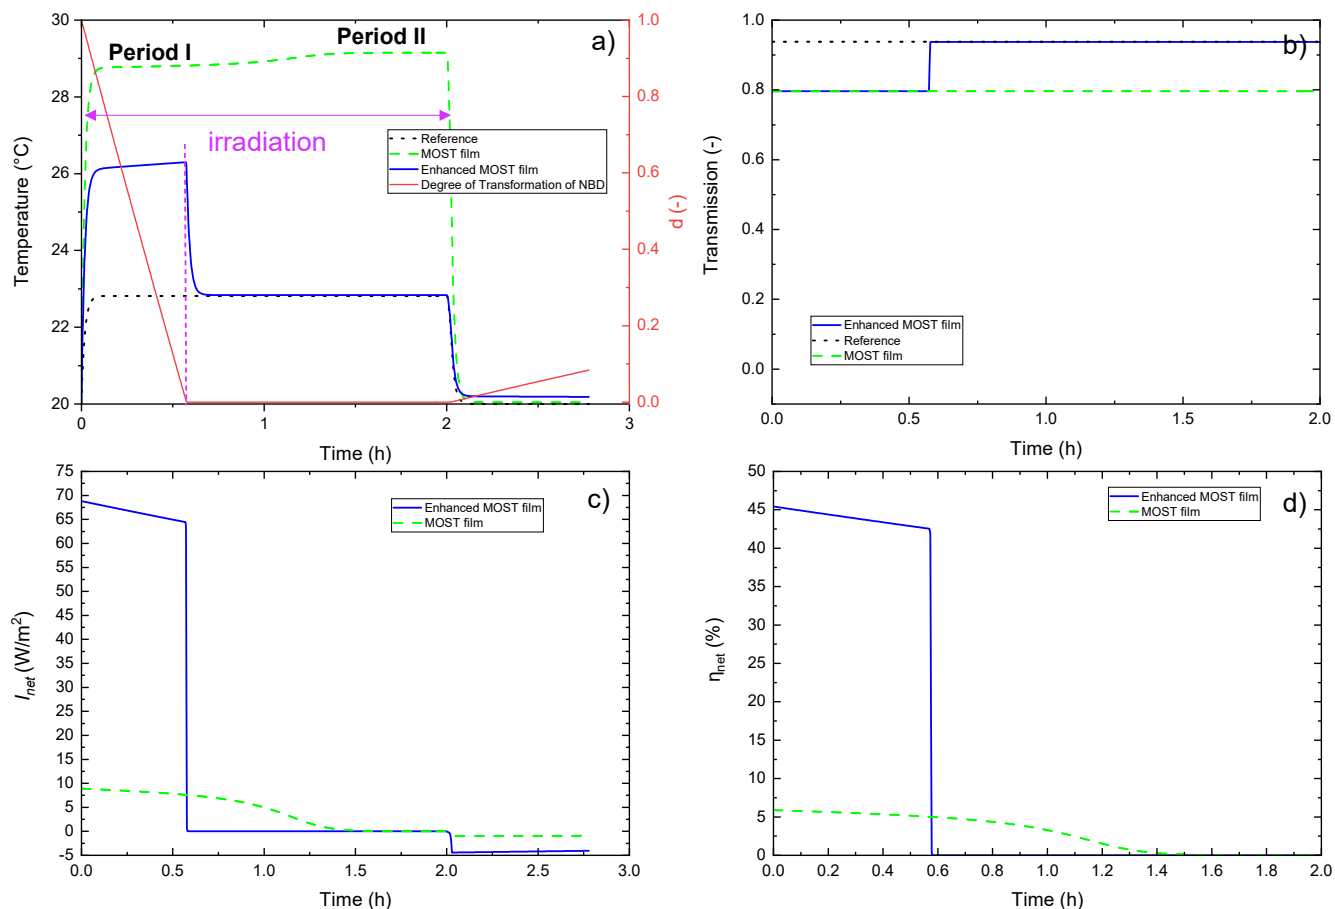 a)
Period I
Period II
irradiation
Reference
MOST film
Enhanced MOST film
Degree of Transformation of NBD
30
28
26
24
22
20
Temperature (°C)
0
1
2
3
Time (h)
1.0
0.8
0.6
0.4
0.2
0.0
d (-)
b)
1.0
0.8
0.6
0.4
0.2
0.0
Transmission (-)
Enhanced MOST film
Reference
MOST film
0.0
0.5
1.0
1.5
2.0
Time (h)
c)
75
70
65
60
55
50
45
40
35
30
25
20
15
10
5
0
-5
Inet (W/m²)
Enhanced MOST film
MOST film
0.0
0.5
1.0
1.5
2.0
2.5
3.0
Time (h)
d)
50
45
40
35
30
25
20
15
10
5
0
ηnet (%)
Enhanced MOST film
MOST film
0.0
0.2
0.4
0.6
0.8
1.0
1.2
1.4
1.6
1.8
2.0
Time (h)